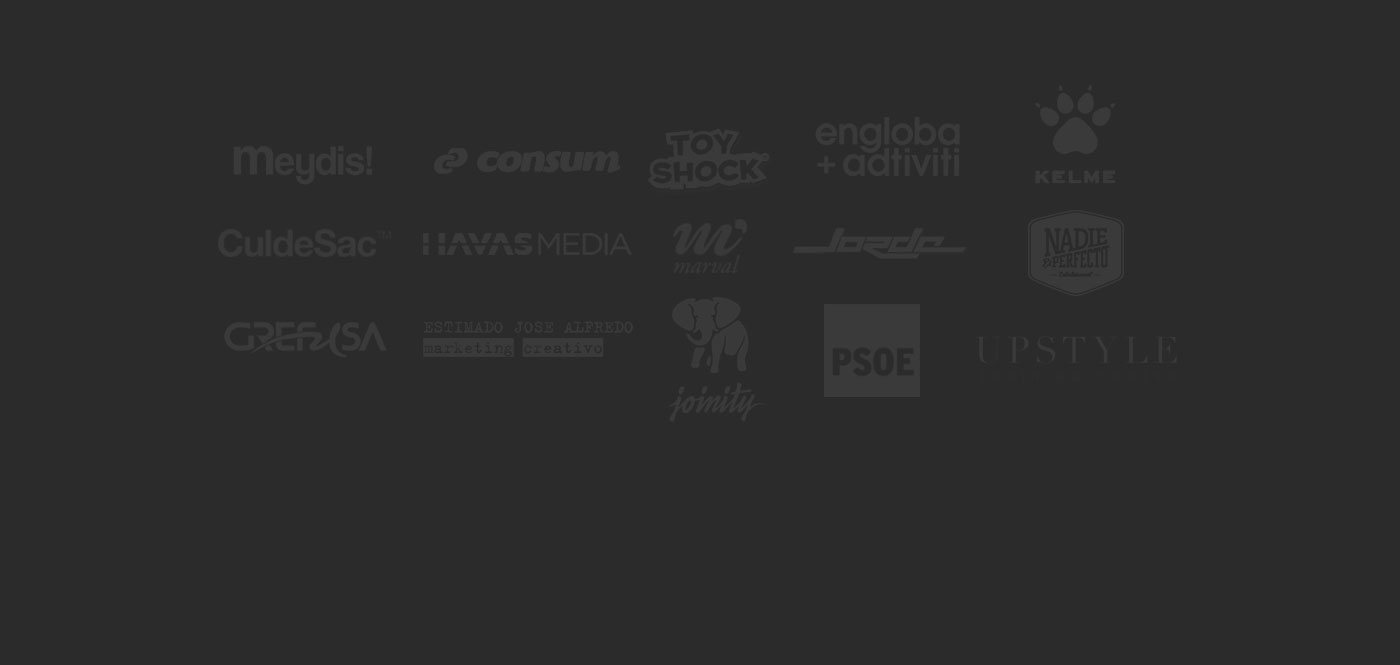 meydis!
consum
TOY
SHOCK
engloba
+ adtiviti
KELME
CuldeSac™
HAVAS MEDIA
m'
marval
Jorda
NADIE
ES PERFECTO
Entertainment
GREFUSA
ESTIMADO JOSE ALFREDO
marketing creativo
joinity
PSOE
UPSTYLE